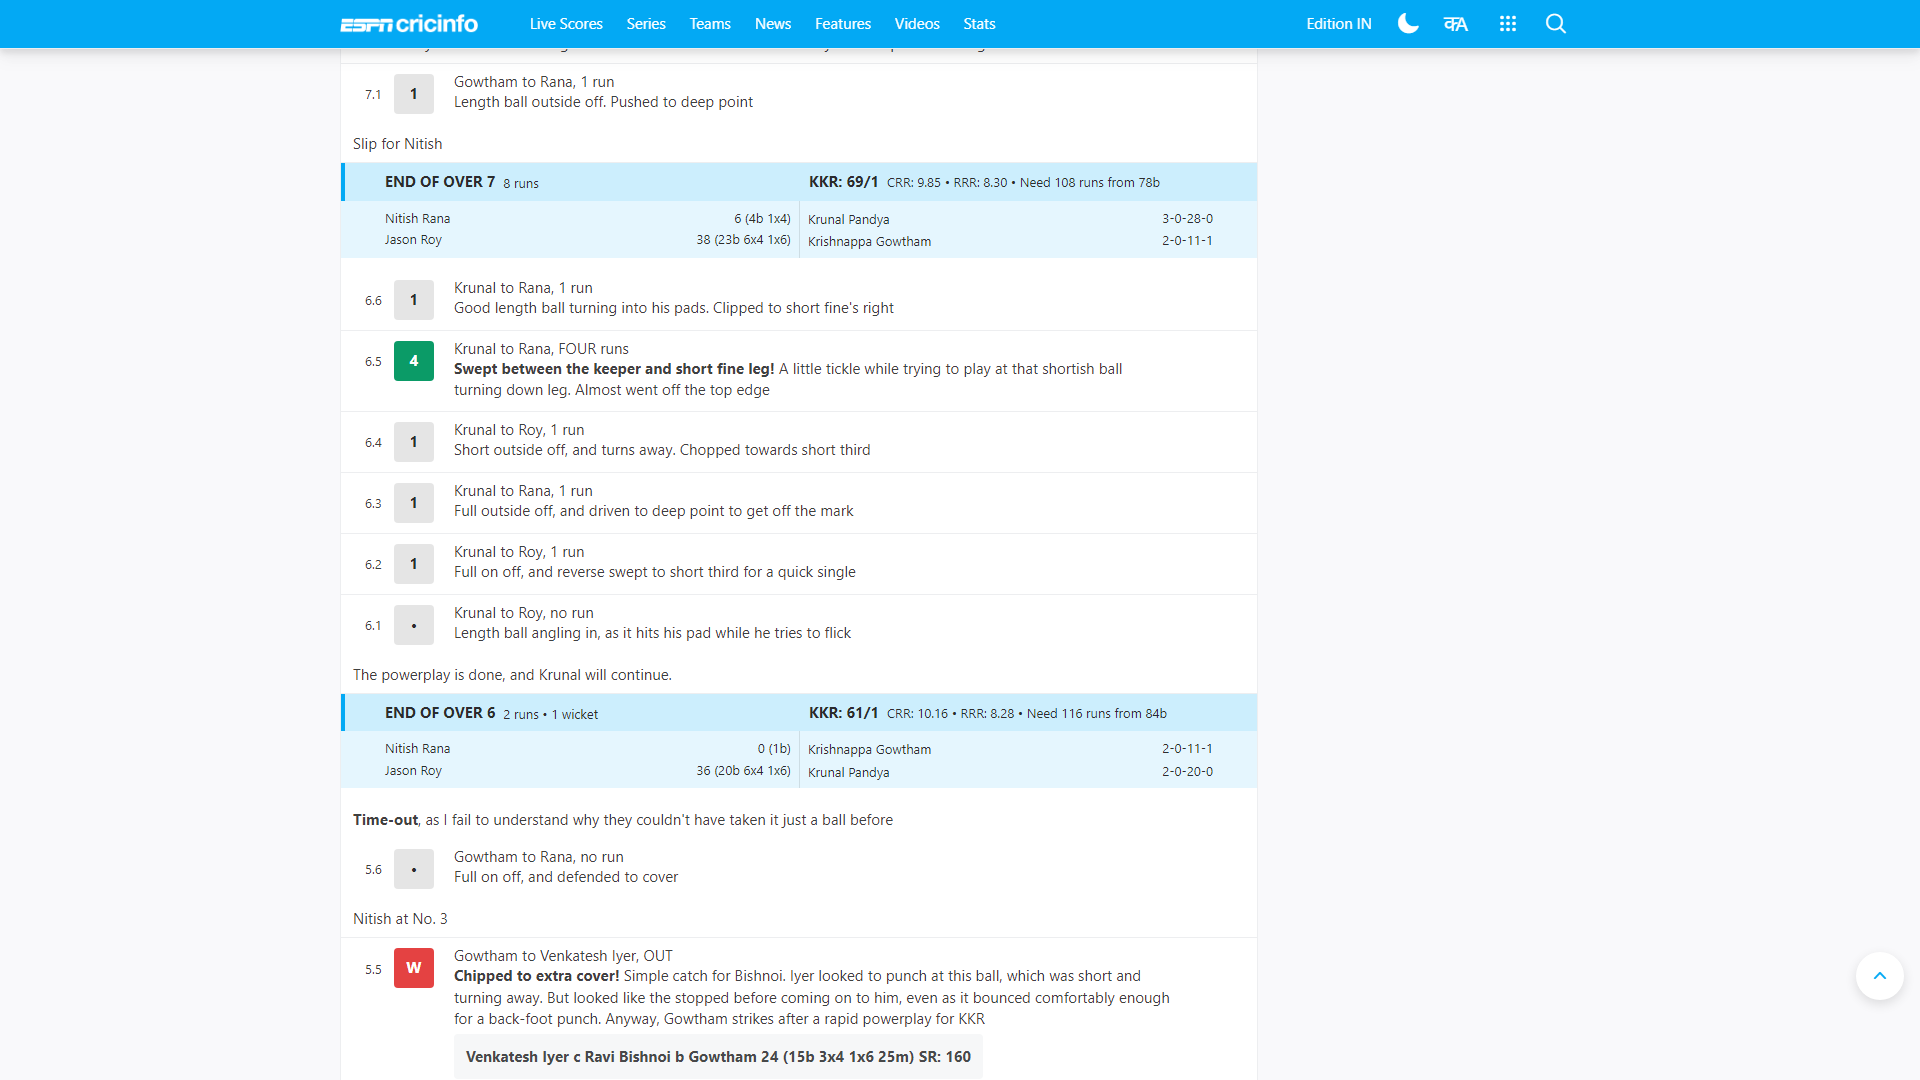 ESPN cricinfo Live Scores Series Teams News Features Videos Stats Edition IN क्A
7.1 1 Gowtham to Rana, 1 run
Length ball outside off. Pushed to deep point
Slip for Nitish
END OF OVER 7 8 runs KKR: 69/1 CRR: 9.85 • RRR: 8.30 • Need 108 runs from 78b
Nitish Rana 6 (4b 1x4) Krunal Pandya 3-0-28-0
Jason Roy 38 (23b 6x4 1x6) Krishnappa Gowtham 2-0-11-1
6.6 1 Krunal to Rana, 1 run
Good length ball turning into his pads. Clipped to short fine's right
6.5 4 Krunal to Rana, FOUR runs
Swept between the keeper and short fine leg! A little tickle while trying to play at that shortish ball
turning down leg. Almost went off the top edge
6.4 1 Krunal to Roy, 1 run
Short outside off, and turns away. Chopped towards short third
6.3 1 Krunal to Rana, 1 run
Full outside off, and driven to deep point to get off the mark
6.2 1 Krunal to Roy, 1 run
Full on off, and reverse swept to short third for a quick single
6.1 • Krunal to Roy, no run
Length ball angling in, as it hits his pad while he tries to flick
The powerplay is done, and Krunal will continue.
END OF OVER 6 2 runs • 1 wicket KKR: 61/1 CRR: 10.16 • RRR: 8.28 • Need 116 runs from 84b
Nitish Rana 0 (1b) Krishnappa Gowtham 2-0-11-1
Jason Roy 36 (20b 6x4 1x6) Krunal Pandya 2-0-20-0
Time-out, as I fail to understand why they couldn't have taken it just a ball before
5.6 • Gowtham to Rana, no run
Full on off, and defended to cover
Nitish at No. 3
5.5 W Gowtham to Venkatesh Iyer, OUT
Chipped to extra cover! Simple catch for Bishnoi. Iyer looked to punch at this ball, which was short and
turning away. But looked like the stopped before coming on to him, even as it bounced comfortably enough
for a back-foot punch. Anyway, Gowtham strikes after a rapid powerplay for KKR
Venkatesh Iyer c Ravi Bishnoi b Gowtham 24 (15b 3x4 1x6 25m) SR: 160